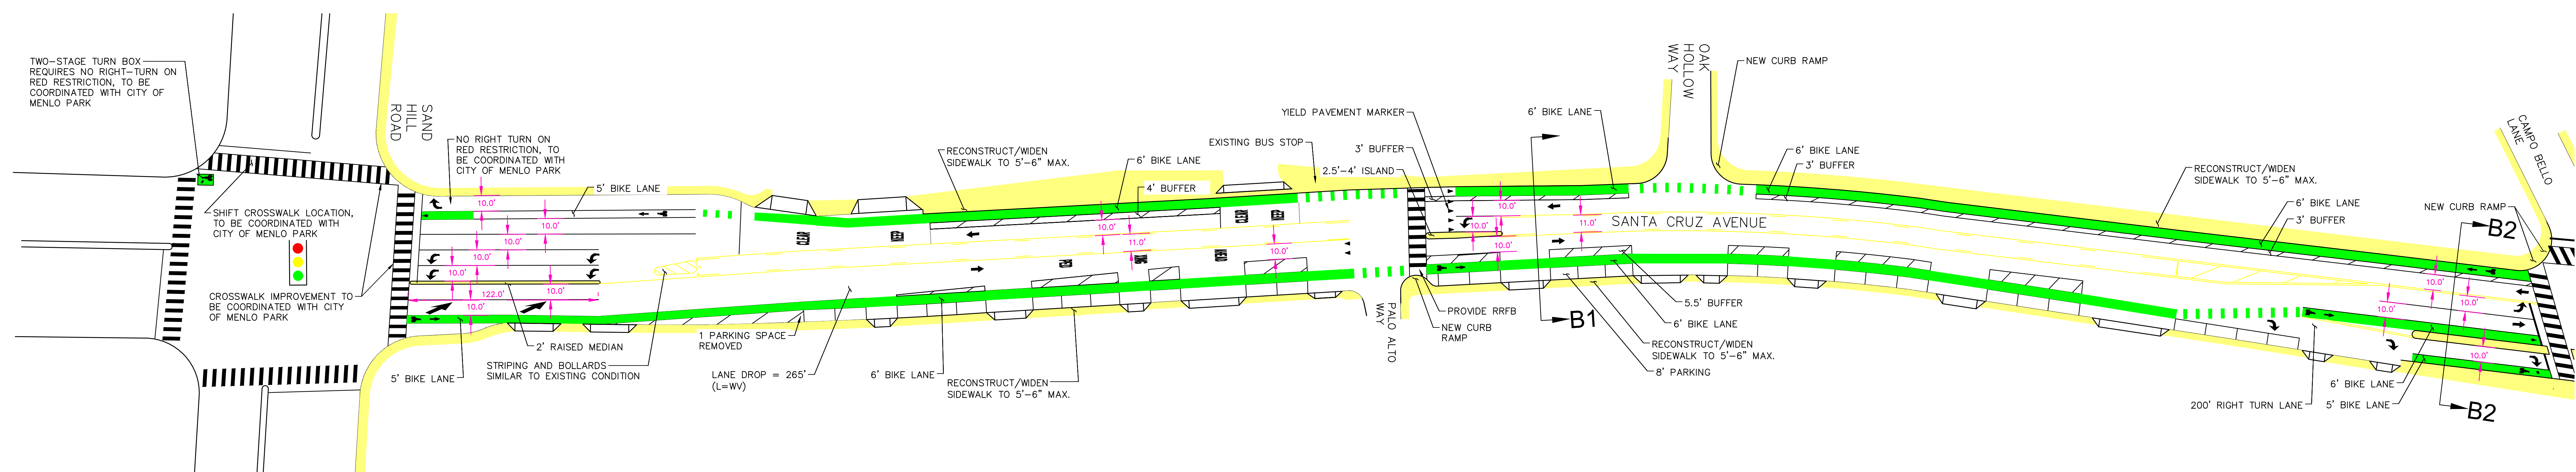 TWO-STAGE TURN BOX
REQUIRES NO RIGHT-TURN ON
RED RESTRICTION, TO BE
COORDINATED WITH CITY OF
MENLO PARK
SAND
HILL
ROAD
SHIFT CROSSWALK LOCATION,
TO BE COORDINATED WITH
CITY OF MENLO PARK
CROSSWALK IMPROVEMENT TO
BE COORDINATED WITH CITY
OF MENLO PARK
NO RIGHT TURN ON
RED RESTRICTION, TO
BE COORDINATED WITH
CITY OF MENLO PARK
5' BIKE LANE
10.0'
10.0'
10.0'
10.0'
10.0'
122.0'
10.0'
5' BIKE LANE
2' RAISED MEDIAN
STRIPING AND BOLLARDS
SIMILAR TO EXISTING CONDITION
1 PARKING SPACE
REMOVED
LANE DROP = 265'
(L=WV)
6' BIKE LANE
RECONSTRUCT/WIDEN
SIDEWALK TO 5'-6" MAX.
CLEAR
KEEP
RECONSTRUCT/WIDEN
SIDEWALK TO 5'-6" MAX.
6' BIKE LANE
4' BUFFER
10.0'
11.0'
10.0'
CLEAR
KEEP
PED
XING
AHEAD
EXISTING BUS STOP
YIELD PAVEMENT MARKER
3' BUFFER
2.5'-4' ISLAND
6' BIKE LANE
10.0'
10.0'
10.0'
11.0'
PALO ALTO
WAY
PROVIDE RRFB
NEW CURB
RAMP
B1
SANTA CRUZ AVENUE
5.5' BUFFER
6' BIKE LANE
RECONSTRUCT/WIDEN
SIDEWALK TO 5'-6" MAX.
8' PARKING
OAK
HOLLOW
WAY
NEW CURB RAMP
6' BIKE LANE
3' BUFFER
RECONSTRUCT/WIDEN
SIDEWALK TO 5'-6" MAX.
6' BIKE LANE
3' BUFFER
CAMPO BELLO
LANE
NEW CURB RAMP
B2
10.0'
10.0'
10.0'
10.0'
6' BIKE LANE
200' RIGHT TURN LANE
5' BIKE LANE
B2